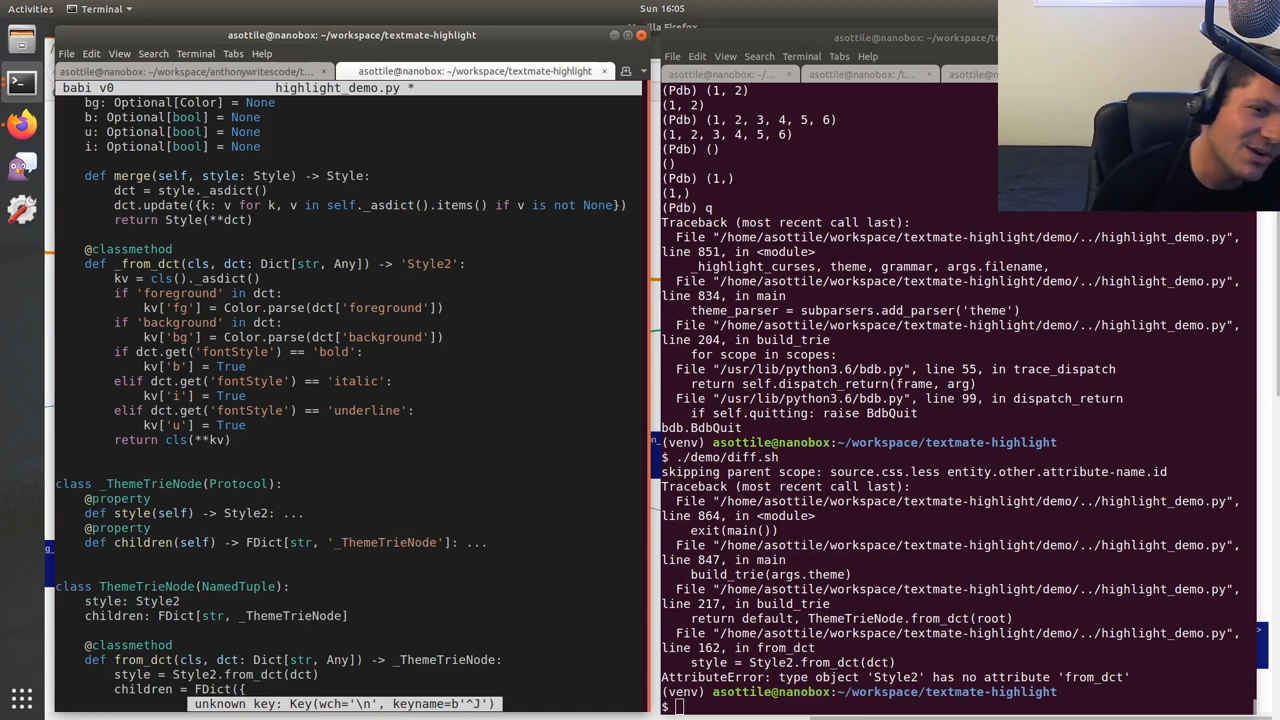 Activities
Terminal
Sun 16:05
asottile@nanobox: ~/workspace/textmate-highlight
File Edit View Search Terminal Tabs Help
asottile@nanobox: ~/workspace/anthonywritescode/t...
asottile@nanobox: ~/workspace/textmate-highlight
babi v0 highlight_demo.py *
bg: Optional[Color] = None
b: Optional[bool] = None
u: Optional[bool] = None
i: Optional[bool] = None
def merge(self, style: Style) -> Style:
dct = style._asdict()
dct.update({k: v for k, v in self._asdict().items() if v is not None})
return Style(**dct)
@classmethod
def _from_dct(cls, dct: Dict[str, Any]) -> 'Style2':
kv = cls()._asdict()
if 'foreground' in dct:
kv['fg'] = Color.parse(dct['foreground'])
if 'background' in dct:
kv['bg'] = Color.parse(dct['background'])
if dct.get('fontStyle') == 'bold':
kv['b'] = True
elif dct.get('fontStyle') == 'italic':
kv['i'] = True
elif dct.get('fontStyle') == 'underline':
kv['u'] = True
return cls(**kv)
class _ThemeTrieNode(Protocol):
@property
def style(self) -> Style2: ...
@property
def children(self) -> FDict[str, '_ThemeTrieNode']: ...
class ThemeTrieNode(NamedTuple):
style: Style2
children: FDict[str, _ThemeTrieNode]
@classmethod
def from_dct(cls, dct: Dict[str, Any]) -> _ThemeTrieNode:
style = Style2.from_dct(dct)
children = FDict({
unknown key: Key(wch='\n', keyname=b'^J')
asottile@nanobox: ~/workspace/t
File Edit View Search Terminal Tabs Help
asottile@nanobox: ~/...
asottile@nanobox: /t...
asottile@nan
(Pdb) (1, 2)
(1, 2)
(Pdb) (1, 2, 3, 4, 5, 6)
(1, 2, 3, 4, 5, 6)
(Pdb) ()
()
(Pdb) (1,)
(1,)
(Pdb) q
Traceback (most recent call last):
File "/home/asottile/workspace/textmate-highlight/demo/../highlight_demo.py",
line 851, in <module>
_highlight_curses, theme, grammar, args.filename,
File "/home/asottile/workspace/textmate-highlight/demo/../highlight_demo.py",
line 834, in main
theme_parser = subparsers.add_parser('theme')
File "/home/asottile/workspace/textmate-highlight/demo/../highlight_demo.py",
line 204, in build_trie
for scope in scopes:
File "/usr/lib/python3.6/bdb.py", line 55, in trace_dispatch
return self.dispatch_return(frame, arg)
File "/usr/lib/python3.6/bdb.py", line 99, in dispatch_return
if self.quitting: raise BdbQuit
bdb.BdbQuit
(venv) asottile@nanobox:~/workspace/textmate-highlight
$ ./demo/diff.sh
skipping parent scope: source.css.less entity.other.attribute-name.id
Traceback (most recent call last):
File "/home/asottile/workspace/textmate-highlight/demo/../highlight_demo.py",
line 864, in <module>
exit(main())
File "/home/asottile/workspace/textmate-highlight/demo/../highlight_demo.py",
line 847, in main
build_trie(args.theme)
File "/home/asottile/workspace/textmate-highlight/demo/../highlight_demo.py",
line 217, in build_trie
return default, ThemeTrieNode.from_dct(root)
File "/home/asottile/workspace/textmate-highlight/demo/../highlight_demo.py",
line 162, in from_dct
style = Style2.from_dct(dct)
AttributeError: type object 'Style2' has no attribute 'from_dct'
(venv) asottile@nanobox:~/workspace/textmate-highlight
$